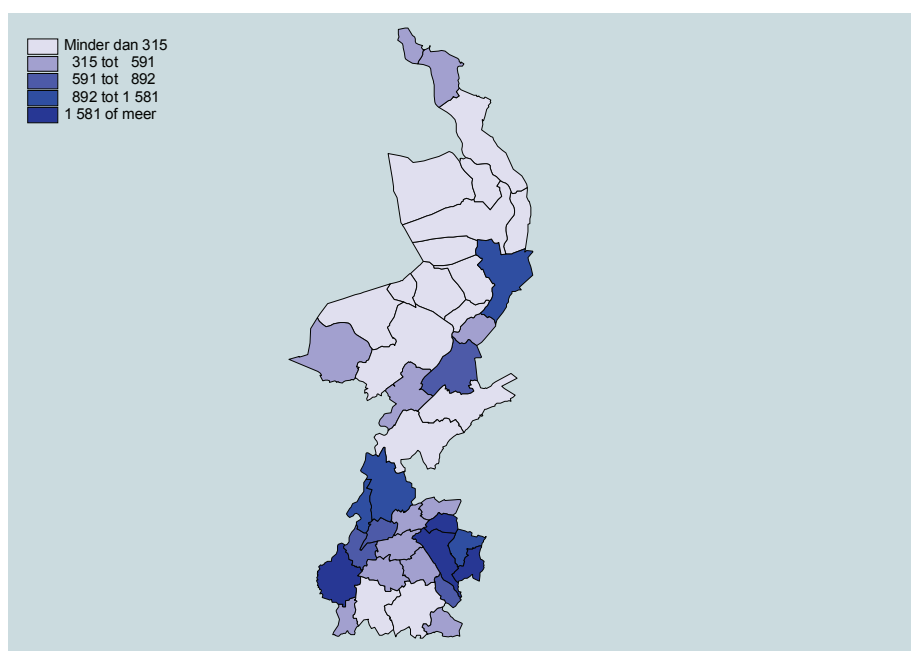 Minder dan 315
315 tot 591
591 tot 892
892 tot 1 581
1 581 of meer